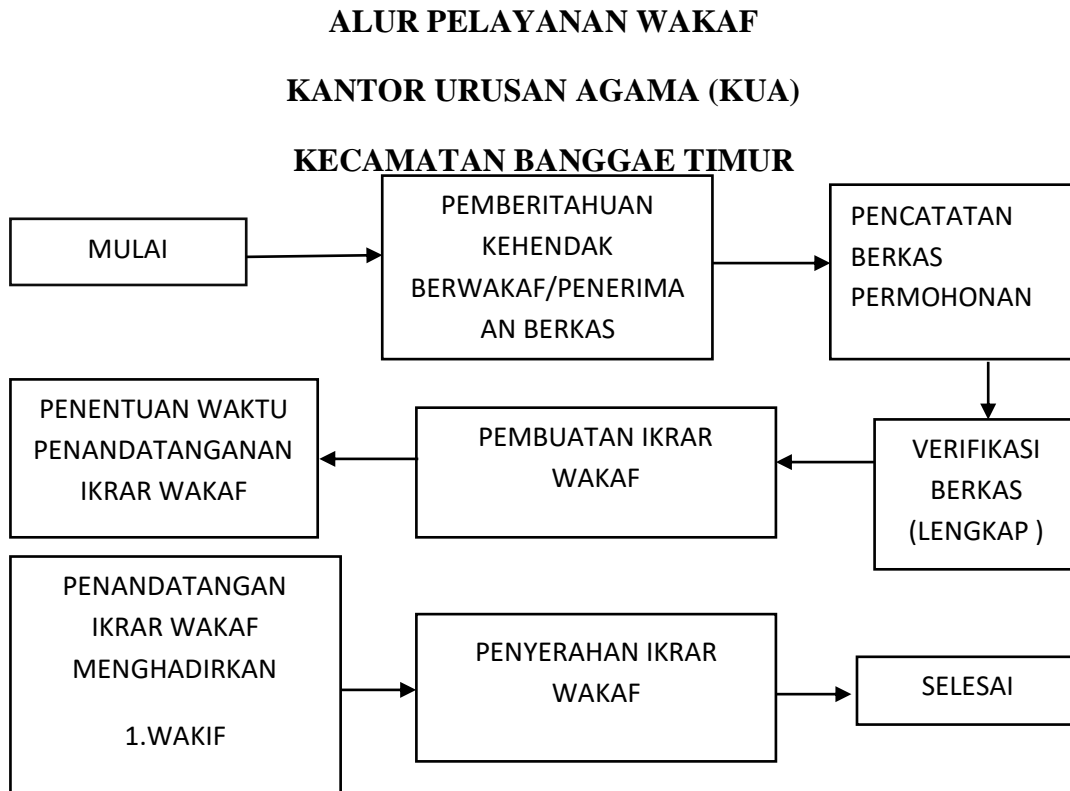 ALUR PELAYANAN WAKAF
KANTOR URUSAN AGAMA (KUA)
KECAMATAN BANGGAE TIMUR
MULAI
PEMBERITAHUAN
KEHENDAK
BERWAKAF/PENERIMA
AN BERKAS
PENCATATAN
BERKAS
PERMOHONAN
VERIFIKASI
BERKAS
(LENGKAP )
PEMBUATAN IKRAR
WAKAF
PENENTUAN WAKTU
PENANDATANGANAN
IKRAR WAKAF
PENANDATANGAN
IKRAR WAKAF
MENGHADIRKAN
1.WAKIF
PENYERAHAN IKRAR
WAKAF
SELESAI